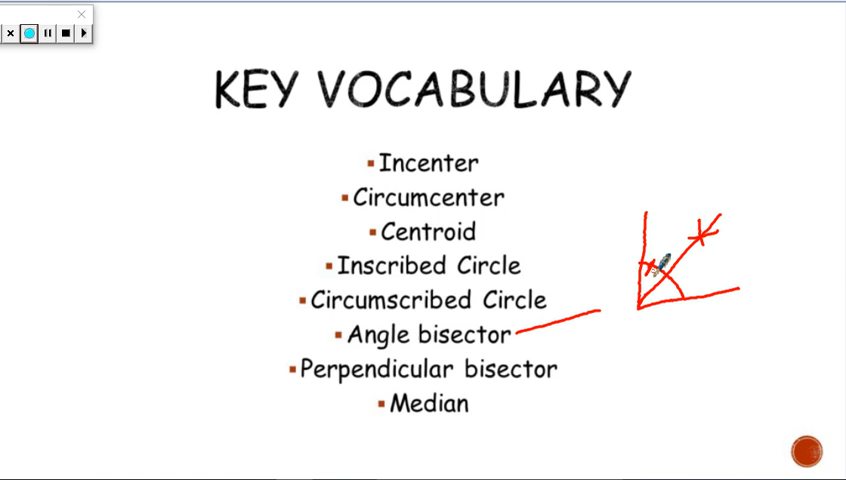 KEY VOCABULARY
▪Incenter
▪Circumcenter
▪Centroid
▪Inscribed Circle
▪Circumscribed Circle
▪Angle bisector
▪Perpendicular bisector
▪Median